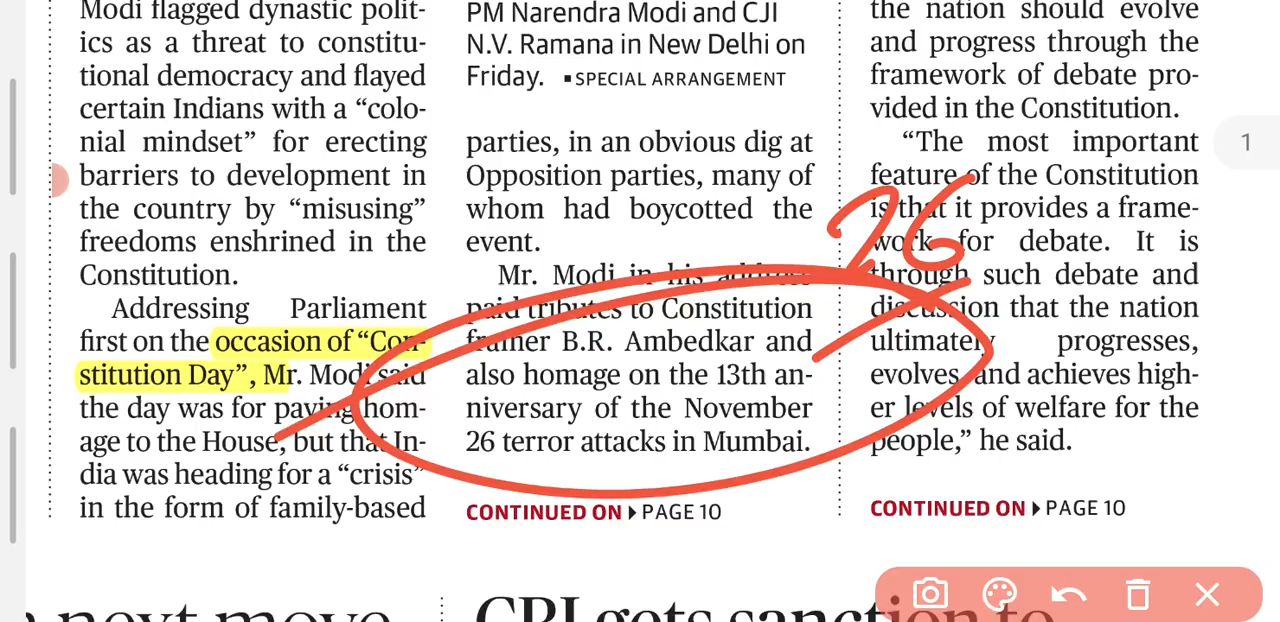 Modi flagged dynastic polit-
ics as a threat to constitu-
tional democracy and flayed
certain Indians with a “colo-
nial mindset” for erecting
barriers to development in
the country by “misusing”
freedoms enshrined in the
Constitution.
Addressing Parliament
first on the occasion of “Con-
stitution Day”, Mr. Modi said
the day was for paving hom-
age to the House, but that In-
dia was heading for a “crisis”
in the form of family-based
PM Narendra Modi and CJI
N.V. Ramana in New Delhi on
Friday. ▪SPECIAL ARRANGEMENT
parties, in an obvious dig at
Opposition parties, many of
whom had boycotted the
event.
Mr. Modi in his address
paid tributes to Constitution
framer B.R. Ambedkar and
also homage on the 13th an-
niversary of the November
26 terror attacks in Mumbai.
CONTINUED ON ▸ PAGE 10
the nation should evolve
and progress through the
framework of debate pro-
vided in the Constitution.
“The most important
feature of the Constitution
is that it provides a frame-
work for debate. It is
through such debate and
discussion that the nation
ultimately progresses,
evolves, and achieves high-
er levels of welfare for the
people,” he said.
CONTINUED ON ▸ PAGE 10
26
1
next move
CBI gets sanction to